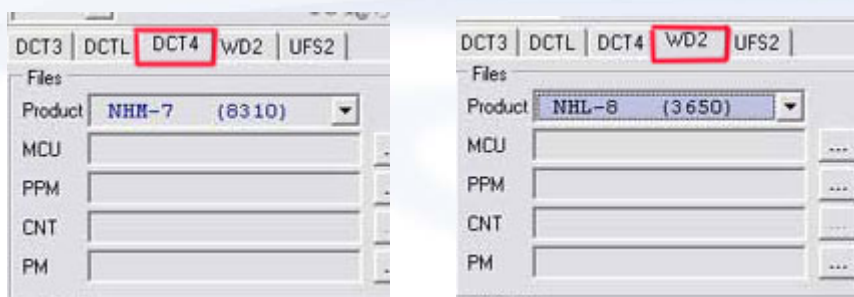 DCT3 DCTL DCT4 WD2 UFS2
Files
Product NHM-7 (8310)
MCU
PPM
CNT
PM
DCT3 DCTL DCT4 WD2 UFS2
Files
Product NHL-8 (3650)
MCU ...
PPM ...
CNT ...
PM ...